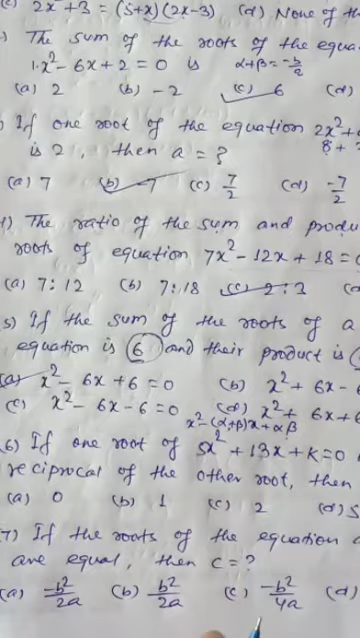 (c) 2x²+3 = (5+x)(2x-3) (d) None of th
) The sum of the roots of the equa
1.x² - 6x + 2 = 0 is α+β = -b/a
(a) 2 (b) -2 (c) 6 (d)
) If one root of the equation 2x²+
is 2, then a = ? 8 +
(a) 7 (b) -7 (c) 7/2 (d) -7/2
) The ratio of the sum and produ
roots of equation 7x² - 12x + 18 =
(a) 7:12 (b) 7:18 (c) 2:3
5) If the sum of the roots of a
equation is 6 and their product is
(a) x² - 6x + 6 = 0 (b) x² + 6x -
(c) x² - 6x - 6 = 0 (d) x² + 6x + 6
x² - (α+β)x + αβ
6) If one root of 5x² + 13x + K = 0
reciprocal of the other root, then
(a) 0 (b) 1 (c) 2 (d) 5
7) If the roots of the equation a
are equal, then c = ?
(a) -b²/2a (b) b²/2a (c) -b²/4a (d)